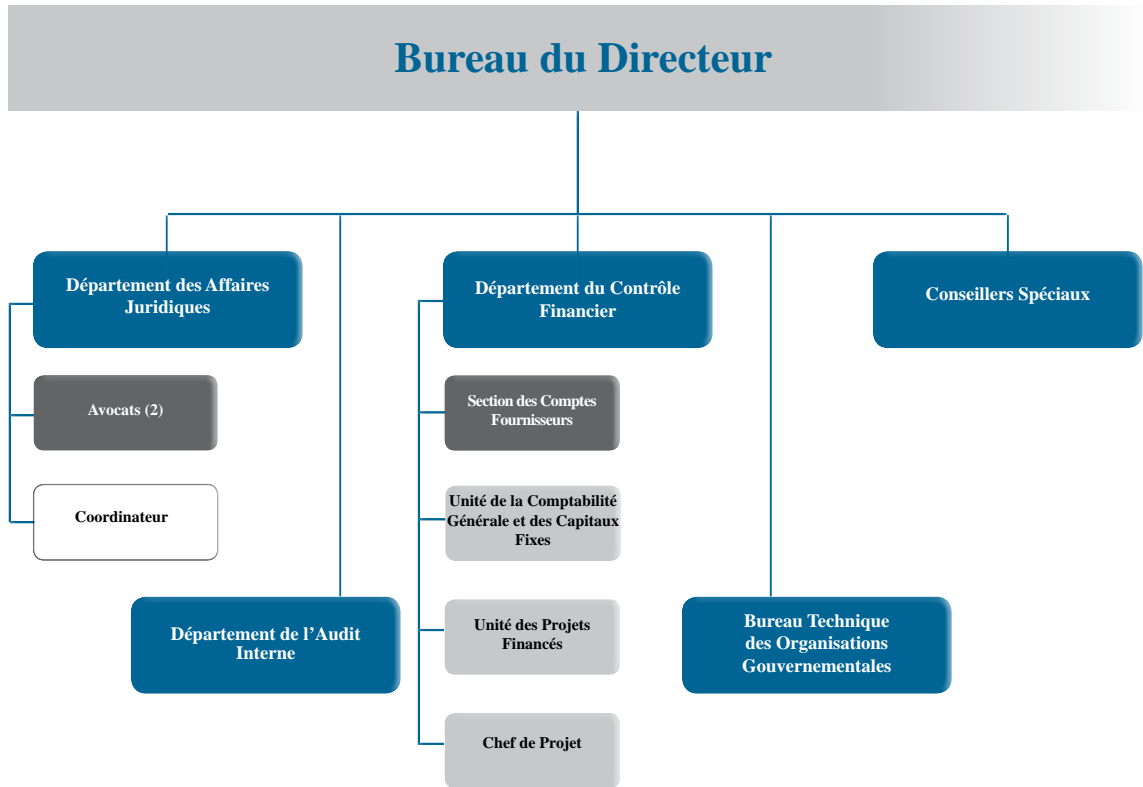 Bureau du Directeur
Département des Affaires
Juridiques
Département du Contrôle
Financier
Conseillers Spéciaux
Avocats (2)
Section des Comptes
Fournisseurs
Coordinateur
Unité de la Comptabilité
Générale et des Capitaux
Fixes
Département de l’Audit
Interne
Unité des Projets
Financés
Bureau Technique
des Organisations
Gouvernementales
Chef de Projet